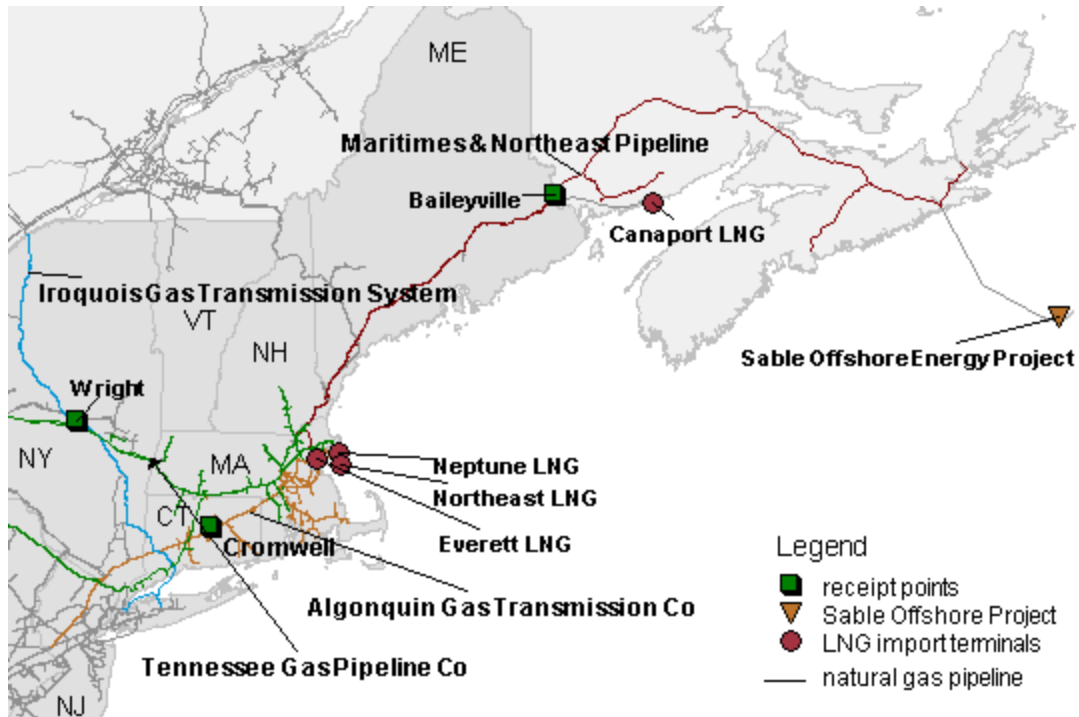 ME
Maritimes & Northeast Pipeline
Baileyville
Canaport LNG
Iroquois Gas Transmission System
VT
NH
Sable Offshore Energy Project
Wright
NY
MA
Neptune LNG
Northeast LNG
CT
Cromwell
Everett LNG
Legend
receipt points
Algonquin Gas Transmission Co
Sable Offshore Project
LNG import terminals
Tennessee Gas Pipeline Co
natural gas pipeline
NJ